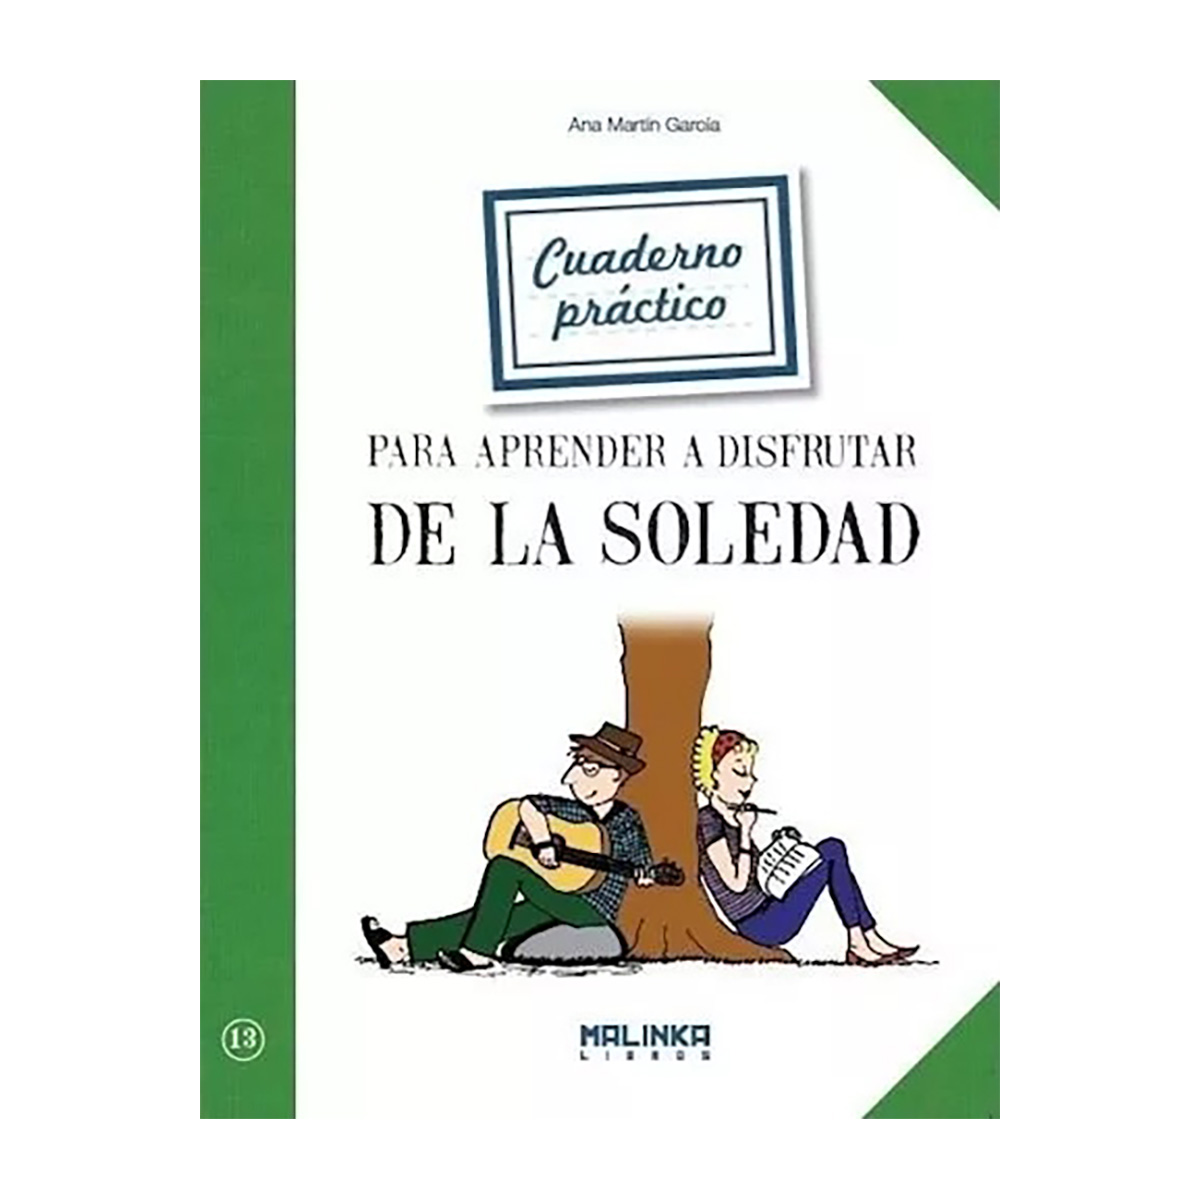 Ana Martín García
Cuaderno
práctico
PARA APRENDER A DISFRUTAR
DE LA SOLEDAD
13
MALINKA
LIBROS